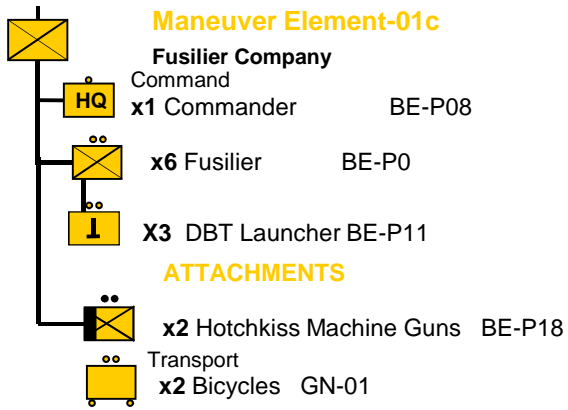 Maneuver Element-01c
Fusilier Company
Command
HQ
x1 Commander BE-P08
x6 Fusilier BE-P0
X3 DBT Launcher BE-P11
ATTACHMENTS
x2 Hotchkiss Machine Guns BE-P18
Transport
x2 Bicycles GN-01